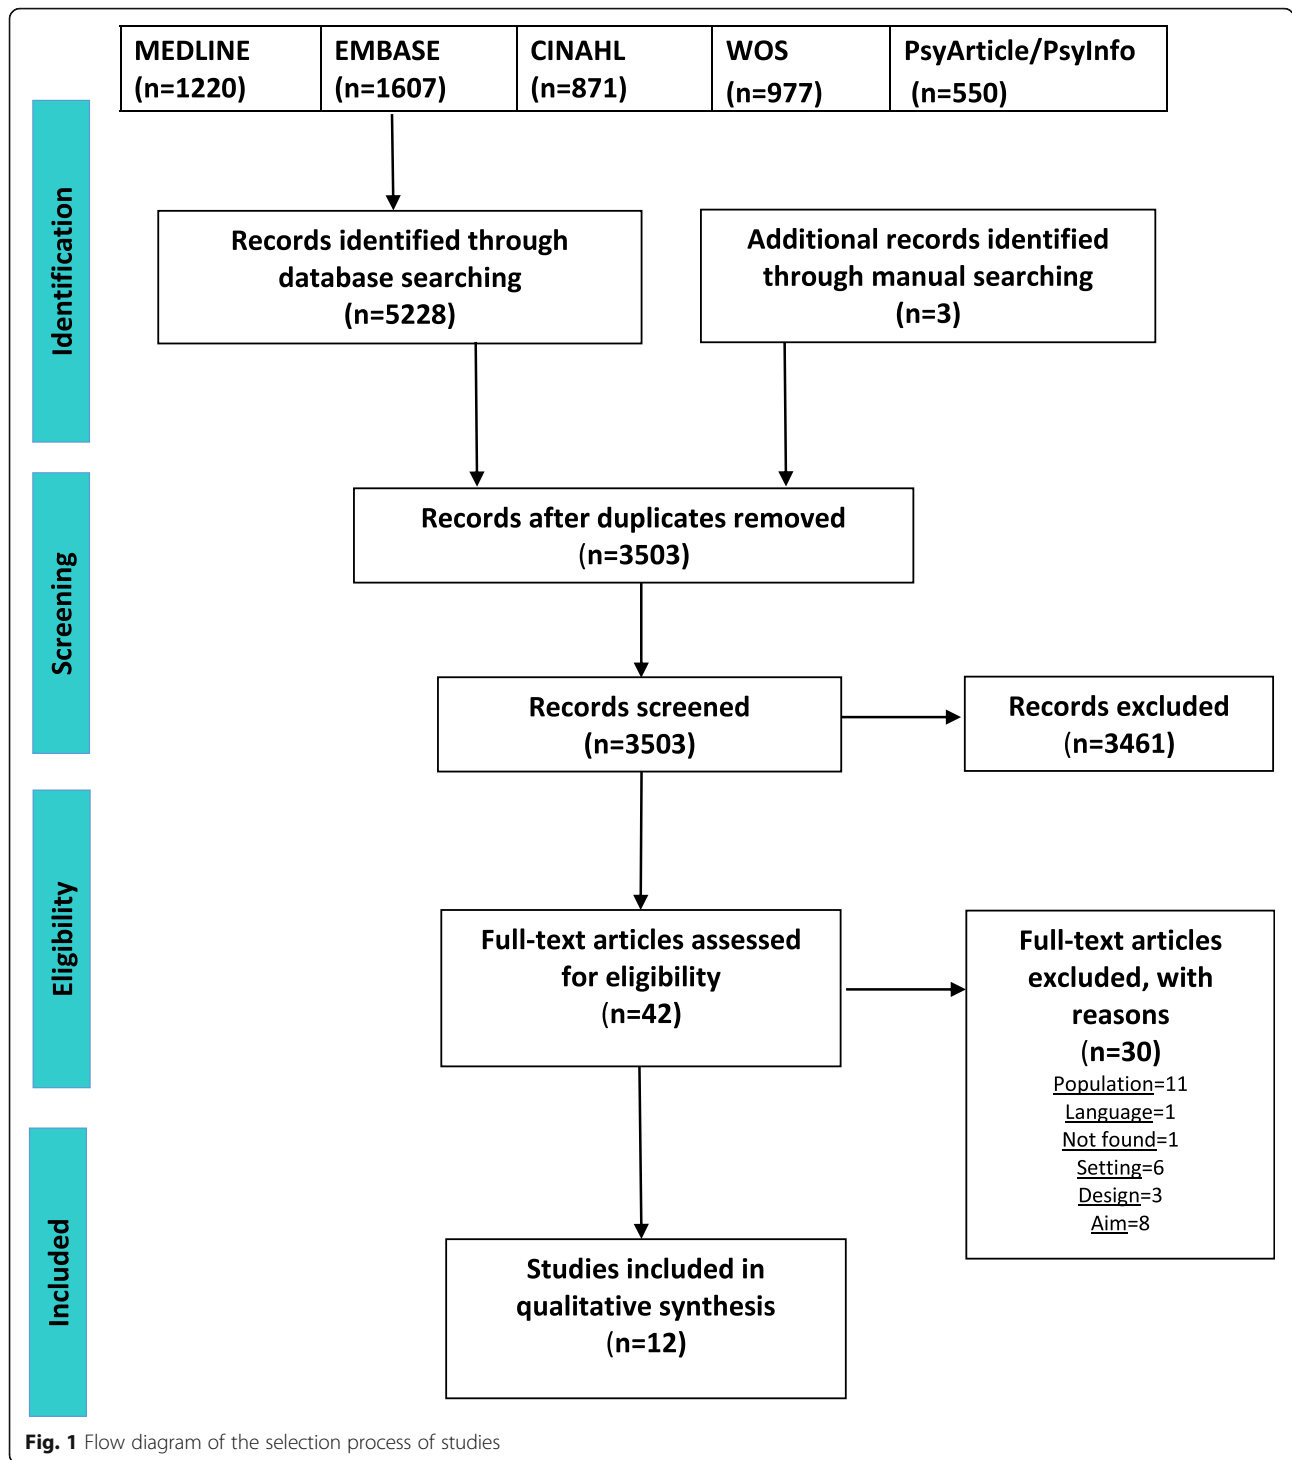 MEDLINE
(n=1220)
EMBASE
(n=1607)
CINAHL
(n=871)
WOS
(n=977)
PsyArticle/PsyInfo
(n=550)
Identification
Records identified through
database searching
(n=5228)
Additional records identified
through manual searching
(n=3)
Screening
Records after duplicates removed
(n=3503)
Records screened
(n=3503)
Records excluded
(n=3461)
Eligibility
Full-text articles assessed
for eligibility
(n=42)
Full-text articles
excluded, with
reasons
(n=30)
Population=11
Language=1
Not found=1
Setting=6
Design=3
Aim=8
Included
Studies included in
qualitative synthesis
(n=12)
Fig. 1 Flow diagram of the selection process of studies